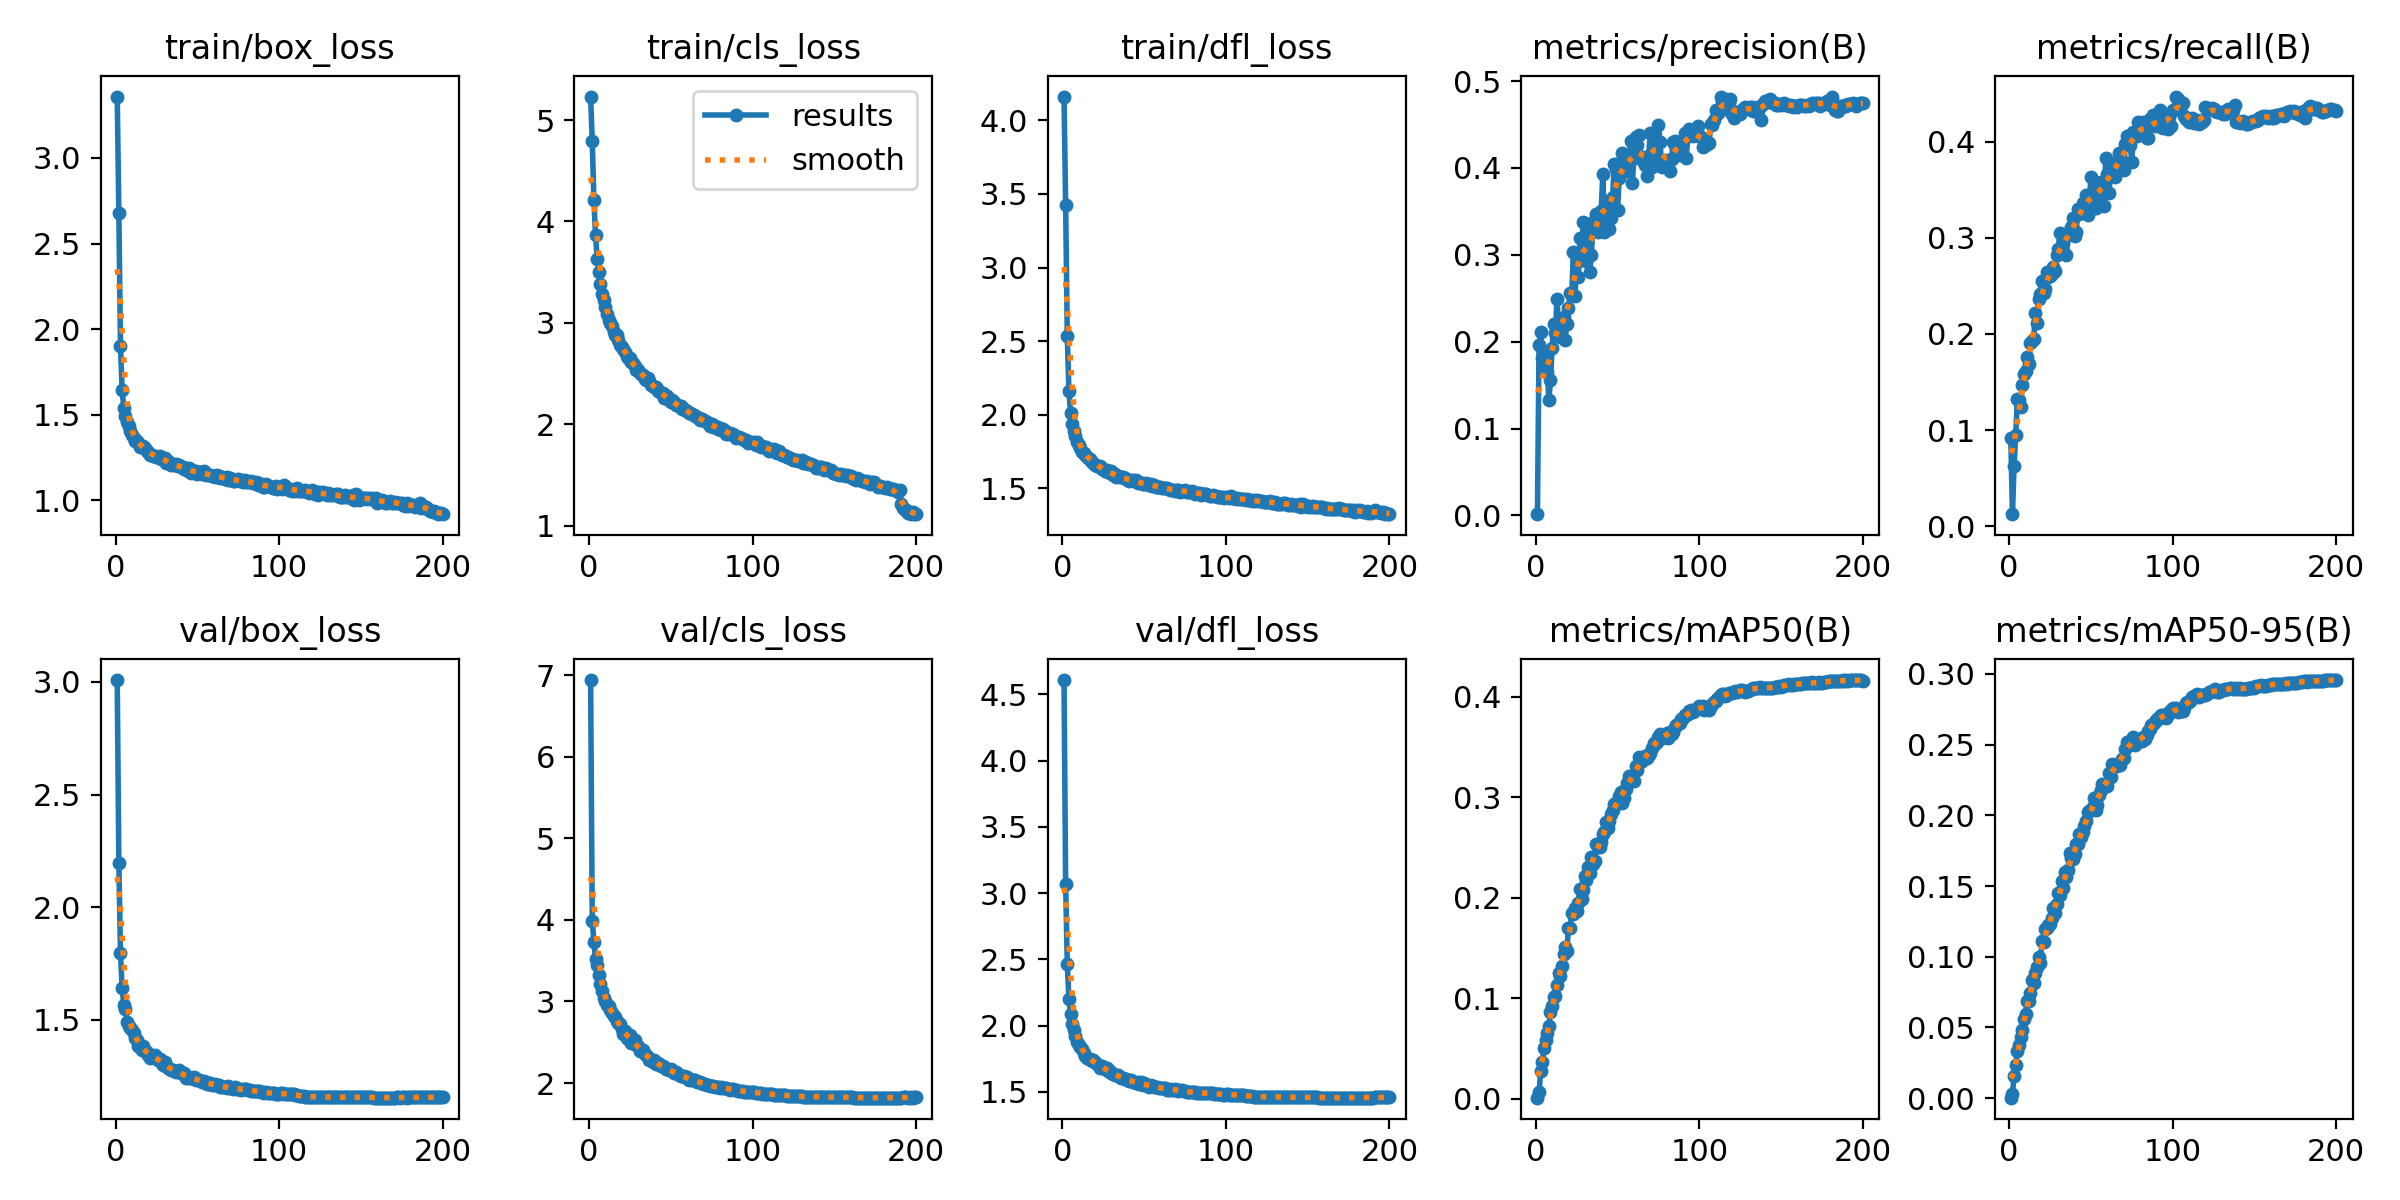 train/box_loss
train/cls_loss
train/dfl_loss
metrics/precision(B)
metrics/recall(B)
results
smooth
3.0
2.5
2.0
1.5
1.0
0 100 200
5
4
3
2
1
0 100 200
4.0
3.5
3.0
2.5
2.0
1.5
0 100 200
0.5
0.4
0.3
0.2
0.1
0.0
0 100 200
0.4
0.3
0.2
0.1
0.0
0 100 200
val/box_loss
val/cls_loss
val/dfl_loss
metrics/mAP50(B)
metrics/mAP50-95(B)
3.0
2.5
2.0
1.5
0 100 200
7
6
5
4
3
2
0 100 200
4.5
4.0
3.5
3.0
2.5
2.0
1.5
0 100 200
0.4
0.3
0.2
0.1
0.0
0 100 200
0.30
0.25
0.20
0.15
0.10
0.05
0.00
0 100 200